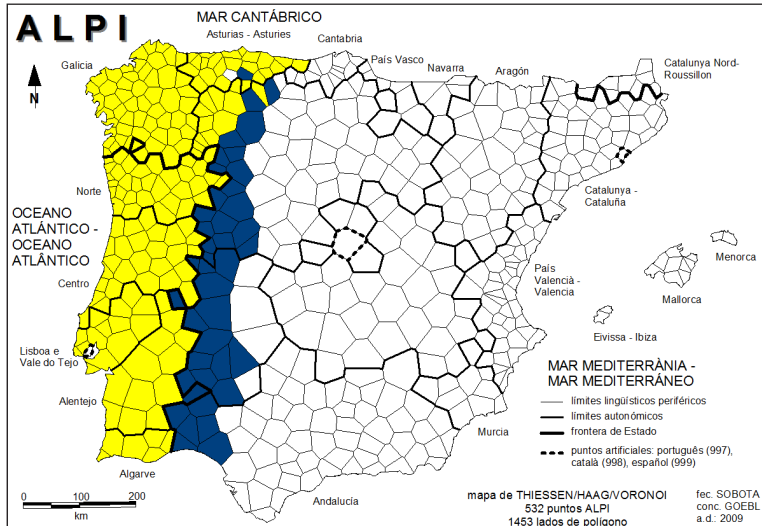 ALPI
MAR CANTÁBRICO
Asturias - Asturies
Cantabria
País Vasco
Navarra
Aragón
Catalunya Nord-
Roussillon
Galicia
N
Norte
OCEANO
ATLÁNTICO -
OCEANO
ATLÂNTICO
Centro
Lisboa e
Vale do Tejo
Alentejo
Algarve
Catalunya -
Cataluña
País
Valencià -
Valencia
Menorca
Mallorca
Eivissa - Ibiza
Murcia
Andalucía
MAR MEDITERRÀNIA -
MAR MEDITERRÁNEO
límites lingüísticos periféricos
límites autonómicos
frontera de Estado
puntos artificiales: português (997),
català (998), español (999)
0 100 200
km
mapa de THIESSEN/HAAG/VORONOI
532 puntos ALPI
1453 lados de polígono
fec. SOBOTA
conc. GOEBL
a.d.: 2009